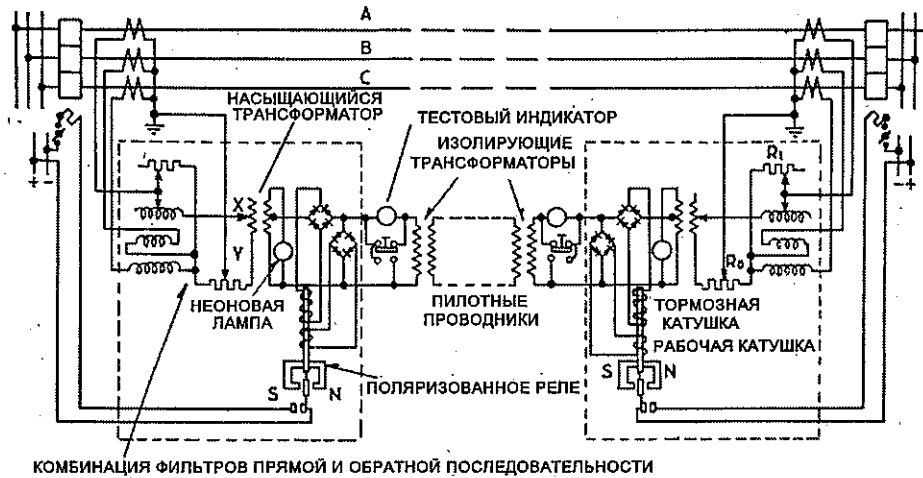 A
B
C
НАСЫЩАЮЩИЙСЯ
ТРАНСФОРМАТОР
ТЕСТОВЫЙ ИНДИКАТОР
ИЗОЛИРУЮЩИЕ
ТРАНСФОРМАТОРЫ
+ -
- +
R1
X
Y
T
T
R0
НЕОНОВАЯ
ЛАМПА
ПИЛОТНЫЕ
ПРОВОДНИКИ
ТОРМОЗНАЯ
КАТУШКА
РАБОЧАЯ КАТУШКА
S N
ПОЛЯРИЗОВАННОЕ РЕЛЕ
S N
КОМБИНАЦИЯ ФИЛЬТРОВ ПРЯМОЙ И ОБРАТНОЙ ПОСЛЕДОВАТЕЛЬНОСТИ